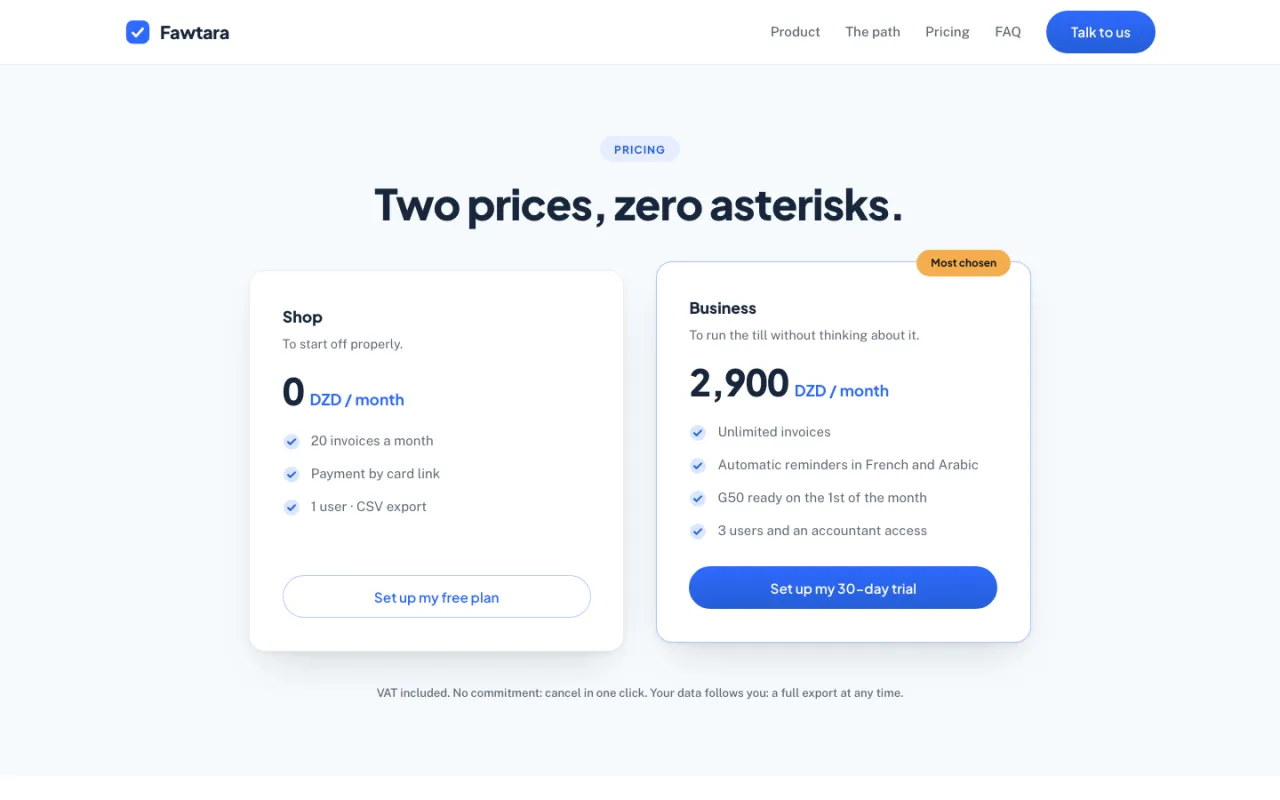 Fawtara
Product
The path
Pricing
FAQ
Talk to us
PRICING
Two prices, zero asterisks.
Shop
To start off properly.
0 DZD / month
20 invoices a month
Payment by card link
1 user · CSV export
Set up my free plan
Most chosen
Business
To run the till without thinking about it.
2,900 DZD / month
Unlimited invoices
Automatic reminders in French and Arabic
G50 ready on the 1st of the month
3 users and an accountant access
Set up my 30-day trial
VAT included. No commitment: cancel in one click. Your data follows you: a full export at any time.